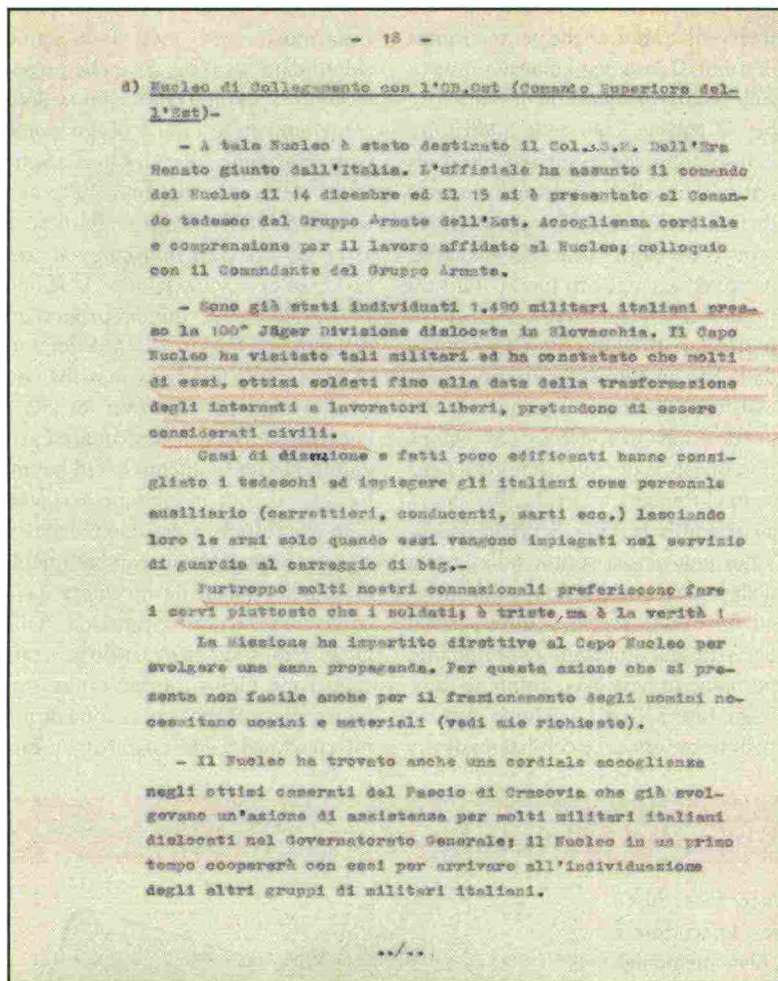 - 18 -
d) Nucleo di Collegamento con l'OB.Ost (Comando Superiore del-
l'Est)-
- A tale Nucleo è stato destinato il Col.S.M. Dell'Era
Renato giunto dall'Italia. L'ufficiale ha assunto il comando
del Nucleo il 14 dicembre ed il 15 si è presentato al Coman-
do tedesco del Gruppo Armate dell'Est. Accoglienza cordiale
e comprensione per il lavoro affidato al Nucleo; colloquio
con il Comandante del Gruppo Armate.
- Sono già stati individuati 1.490 militari italiani pres-
so la 100^ Jäger Divisione dislocata in Slovacchia. Il Capo
Nucleo ha visitato tali militari ed ha constatato che molti
di essi, ottimi soldati fino alla data della trasformazione
degli internati a lavoratori liberi, pretendono di essere
considerati civili.
Casi di diserzione e fatti poco edificanti hanno consi-
gliato i tedeschi ad impiegare gli italiani come personale
ausiliario (carrettieri, conducenti, sarti ecc.) lasciando
loro le armi solo quando essi vengono impiegati nel servizio
di guardia al carreggio di btg.-
Purtroppo molti nostri connazionali preferiscono fare
i servi piuttosto che i soldati; è triste, ma è la verità !
La Missione ha impartito direttive al Capo Nucleo per
svolgere una sana propaganda. Per questa azione che si pre-
senta non facile anche per il frazionamento degli uomini ne-
cessitano uomini e materiali (vedi mie richieste).
- Il Nucleo ha trovato anche una cordiale accoglienza
negli ottimi camerati del Fascio di Cracovia che già svol-
gevano un'azione di assistenza per molti militari italiani
dislocati nel Governatorato Generale; il Nucleo in un primo
tempo coopererà con essi per arrivare all'individuazione
degli altri gruppi di militari italiani.
../..